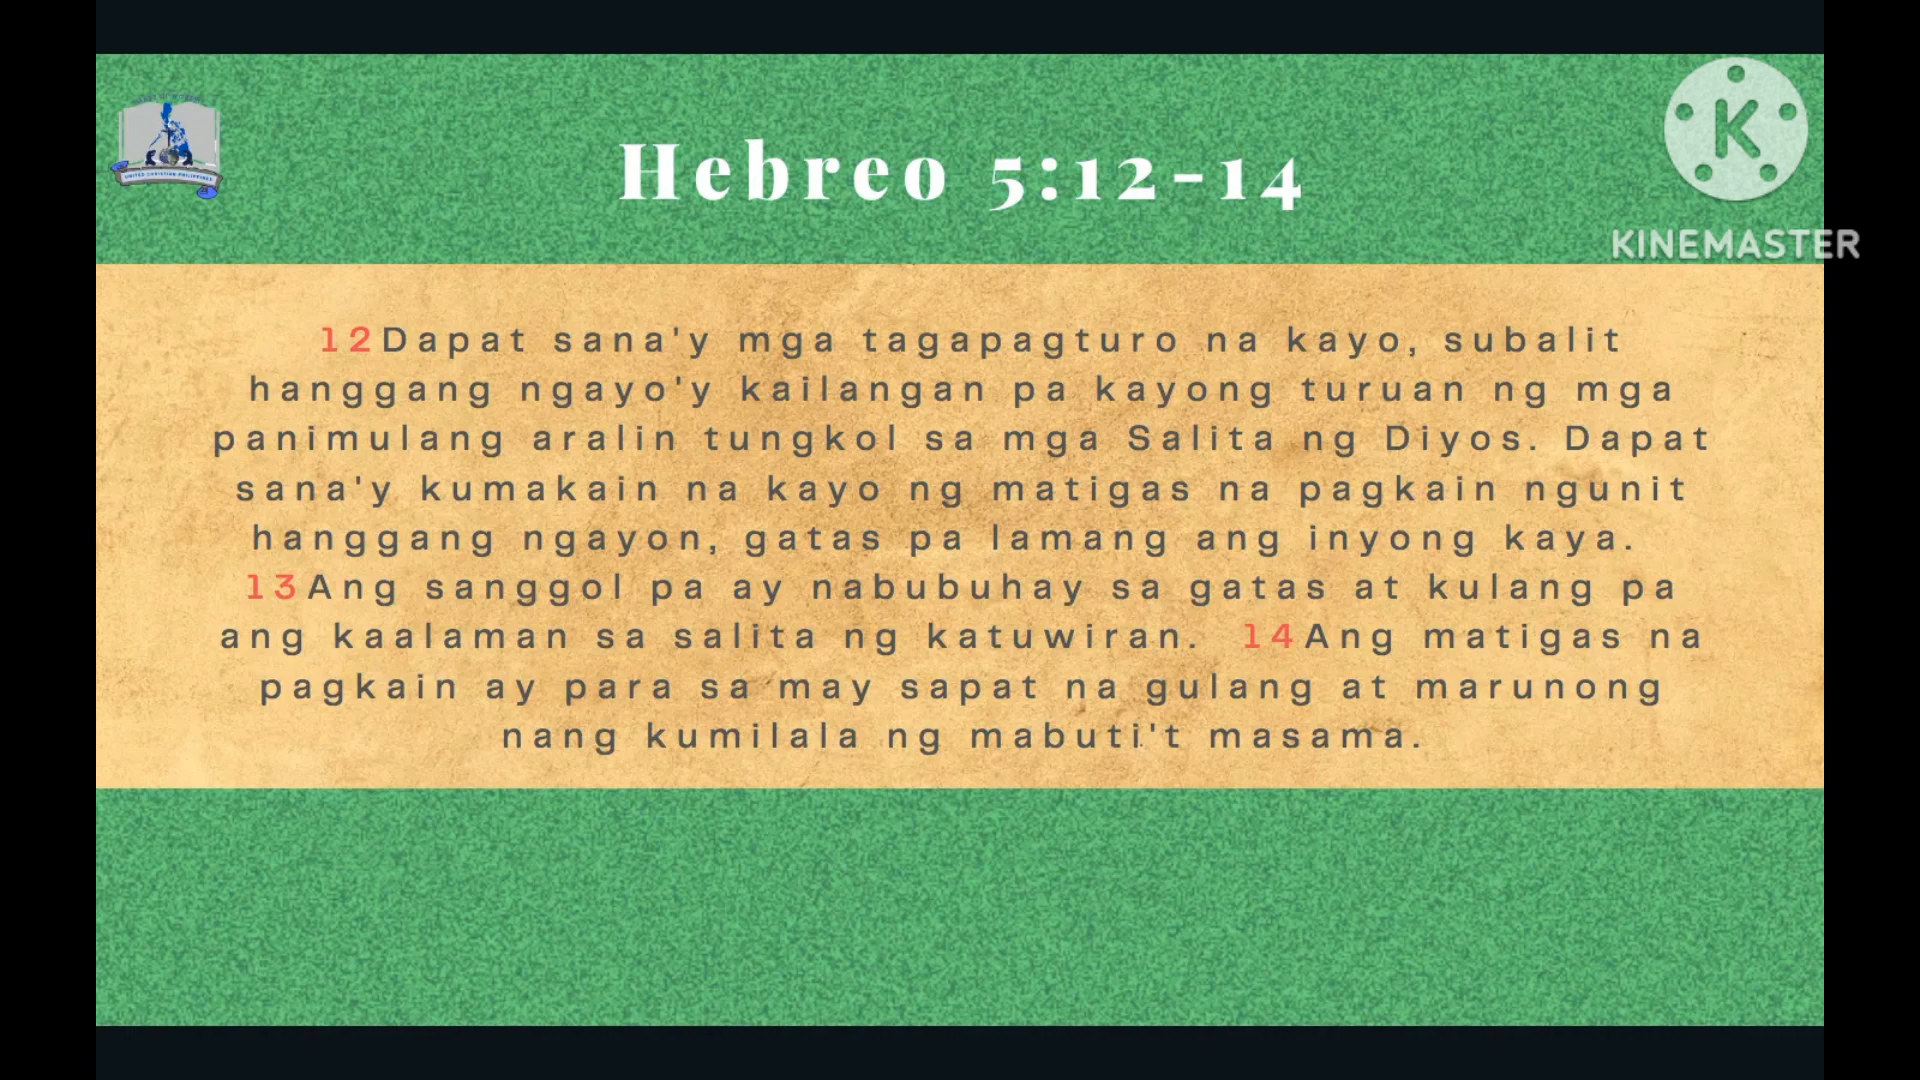 Hebreo 5:12-14
KINEMASTER
UNITED CHRISTIAN PHILIPPINES
12Dapat sana'y mga tagapagturo na kayo, subalit
hanggang ngayo'y kailangan pa kayong turuan ng mga
panimulang aralin tungkol sa mga Salita ng Diyos. Dapat
sana'y kumakain na kayo ng matigas na pagkain ngunit
hanggang ngayon, gatas pa lamang ang inyong kaya.
13Ang sanggol pa ay nabubuhay sa gatas at kulang pa
ang kaalaman sa salita ng katuwiran. 14Ang matigas na
pagkain ay para sa may sapat na gulang at marunong
nang kumilala ng mabuti't masama.